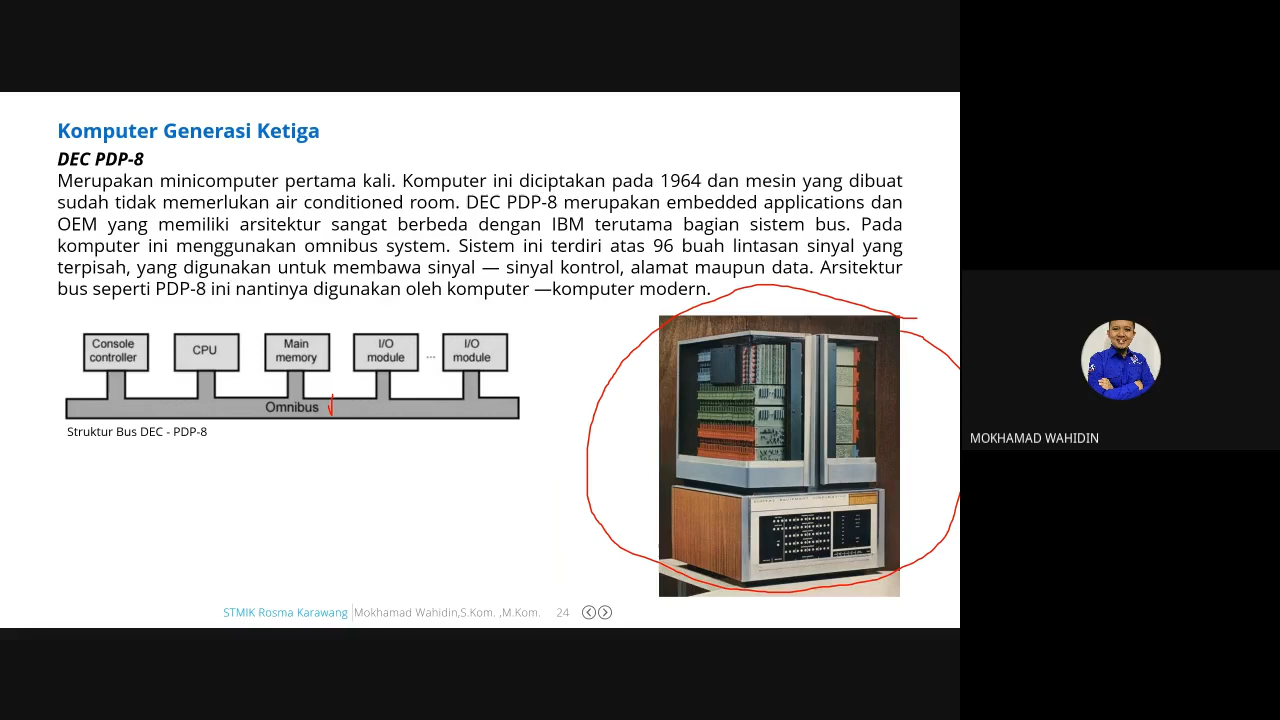 Komputer Generasi Ketiga
DEC PDP-8
Merupakan minicomputer pertama kali. Komputer ini diciptakan pada 1964 dan mesin yang dibuat
sudah tidak memerlukan air conditioned room. DEC PDP-8 merupakan embedded applications dan
OEM yang memiliki arsitektur sangat berbeda dengan IBM terutama bagian sistem bus. Pada
komputer ini menggunakan omnibus system. Sistem ini terdiri atas 96 buah lintasan sinyal yang
terpisah, yang digunakan untuk membawa sinyal — sinyal kontrol, alamat maupun data. Arsitektur
bus seperti PDP-8 ini nantinya digunakan oleh komputer —komputer modern.
Console
controller
CPU
Main
memory
I/O
module
...
I/O
module
Omnibus
Struktur Bus DEC - PDP-8
STMIK Rosma Karawang Mokhamad Wahidin,S.Kom. ,M.Kom. 24
MOKHAMAD WAHIDIN